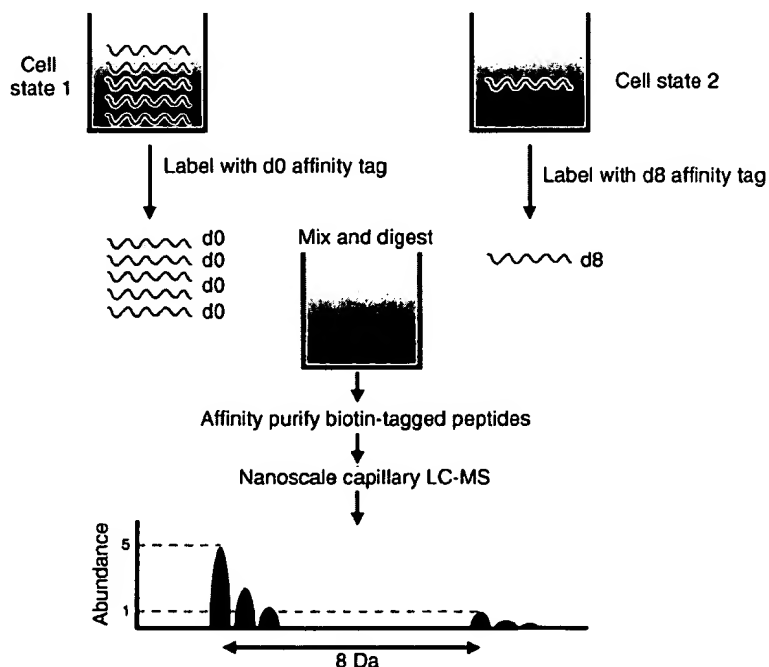 Cell
state 1
Cell state 2
Label with d0 affinity tag
Label with d8 affinity tag
d0
d0
d0
d0
Mix and digest
d8
Affinity purify biotin-tagged peptides
Nanoscale capillary LC-MS
Abundance
5
1
8 Da